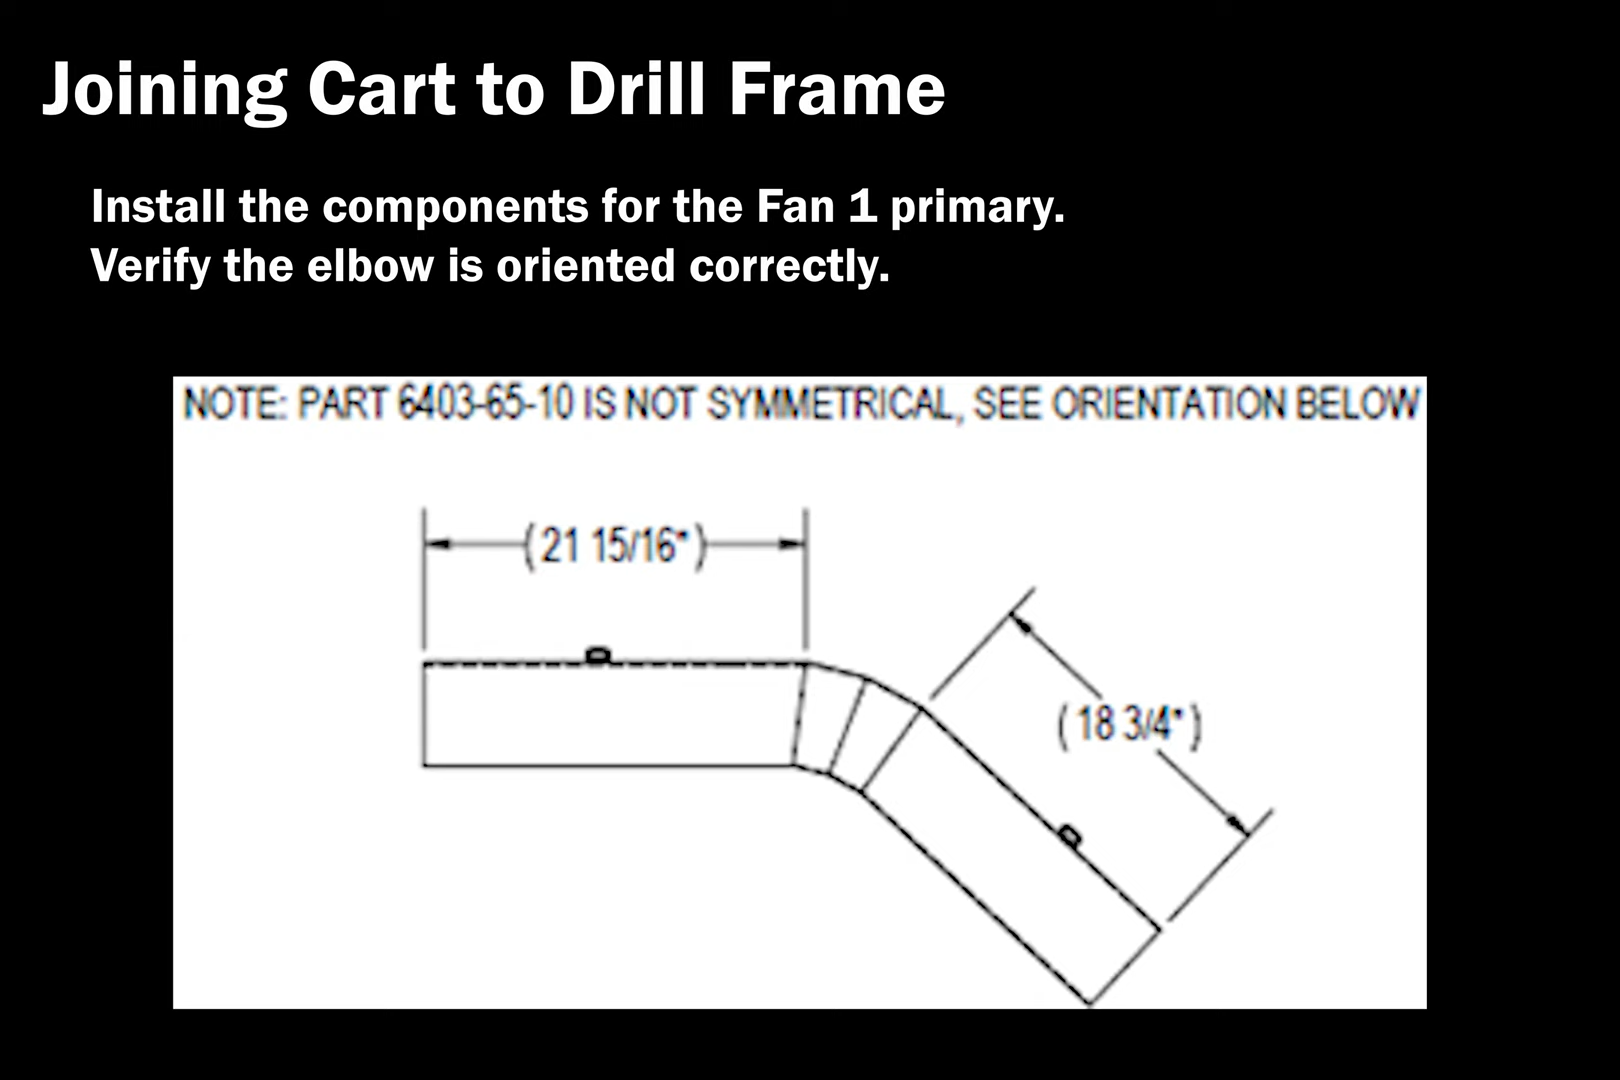 Joining Cart to Drill Frame
Install the components for the Fan 1 primary.
Verify the elbow is oriented correctly.
NOTE: PART 6403-65-10 IS NOT SYMMETRICAL, SEE ORIENTATION BELOW
(21 15/16")
(18 3/4")